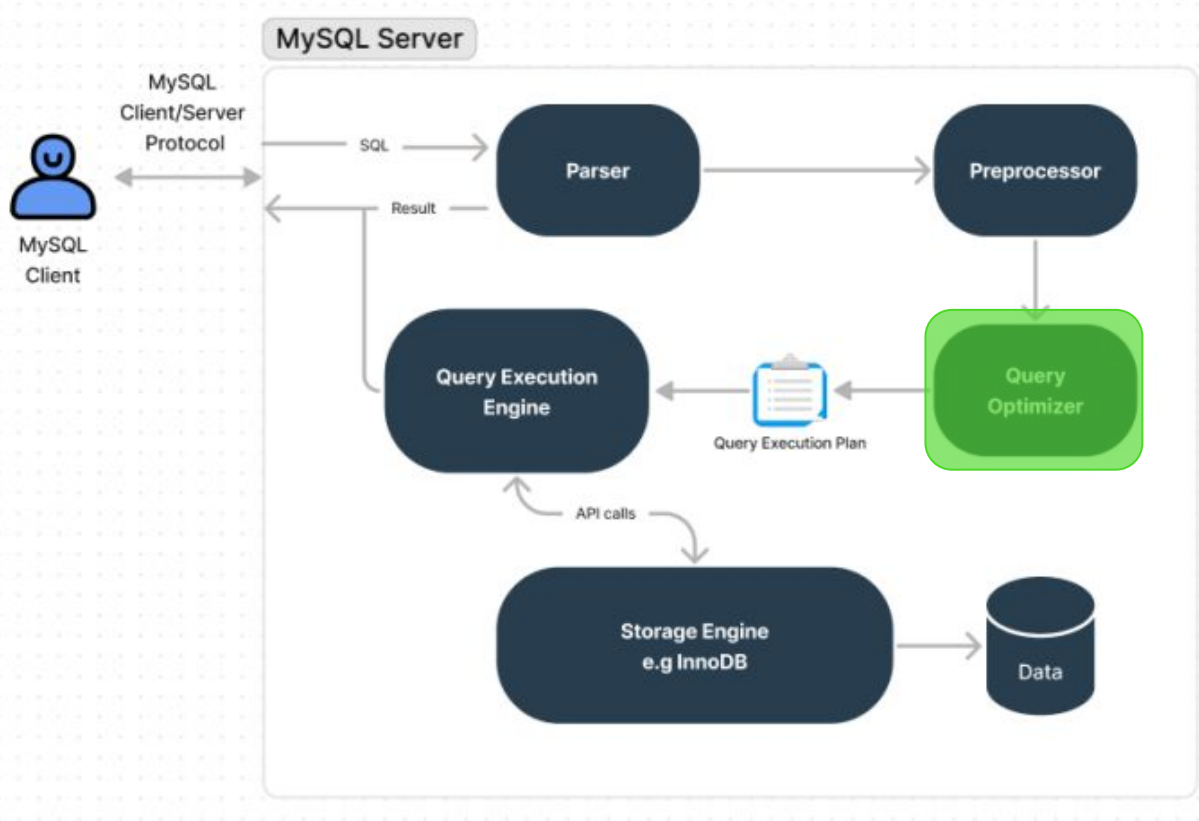 MySQL Server
MySQL
Client/Server
Protocol
MySQL
Client
SQL
Result
Parser
Preprocessor
Query
Optimizer
Query Execution Plan
Query Execution
Engine
API calls
Storage Engine
e.g InnoDB
Data